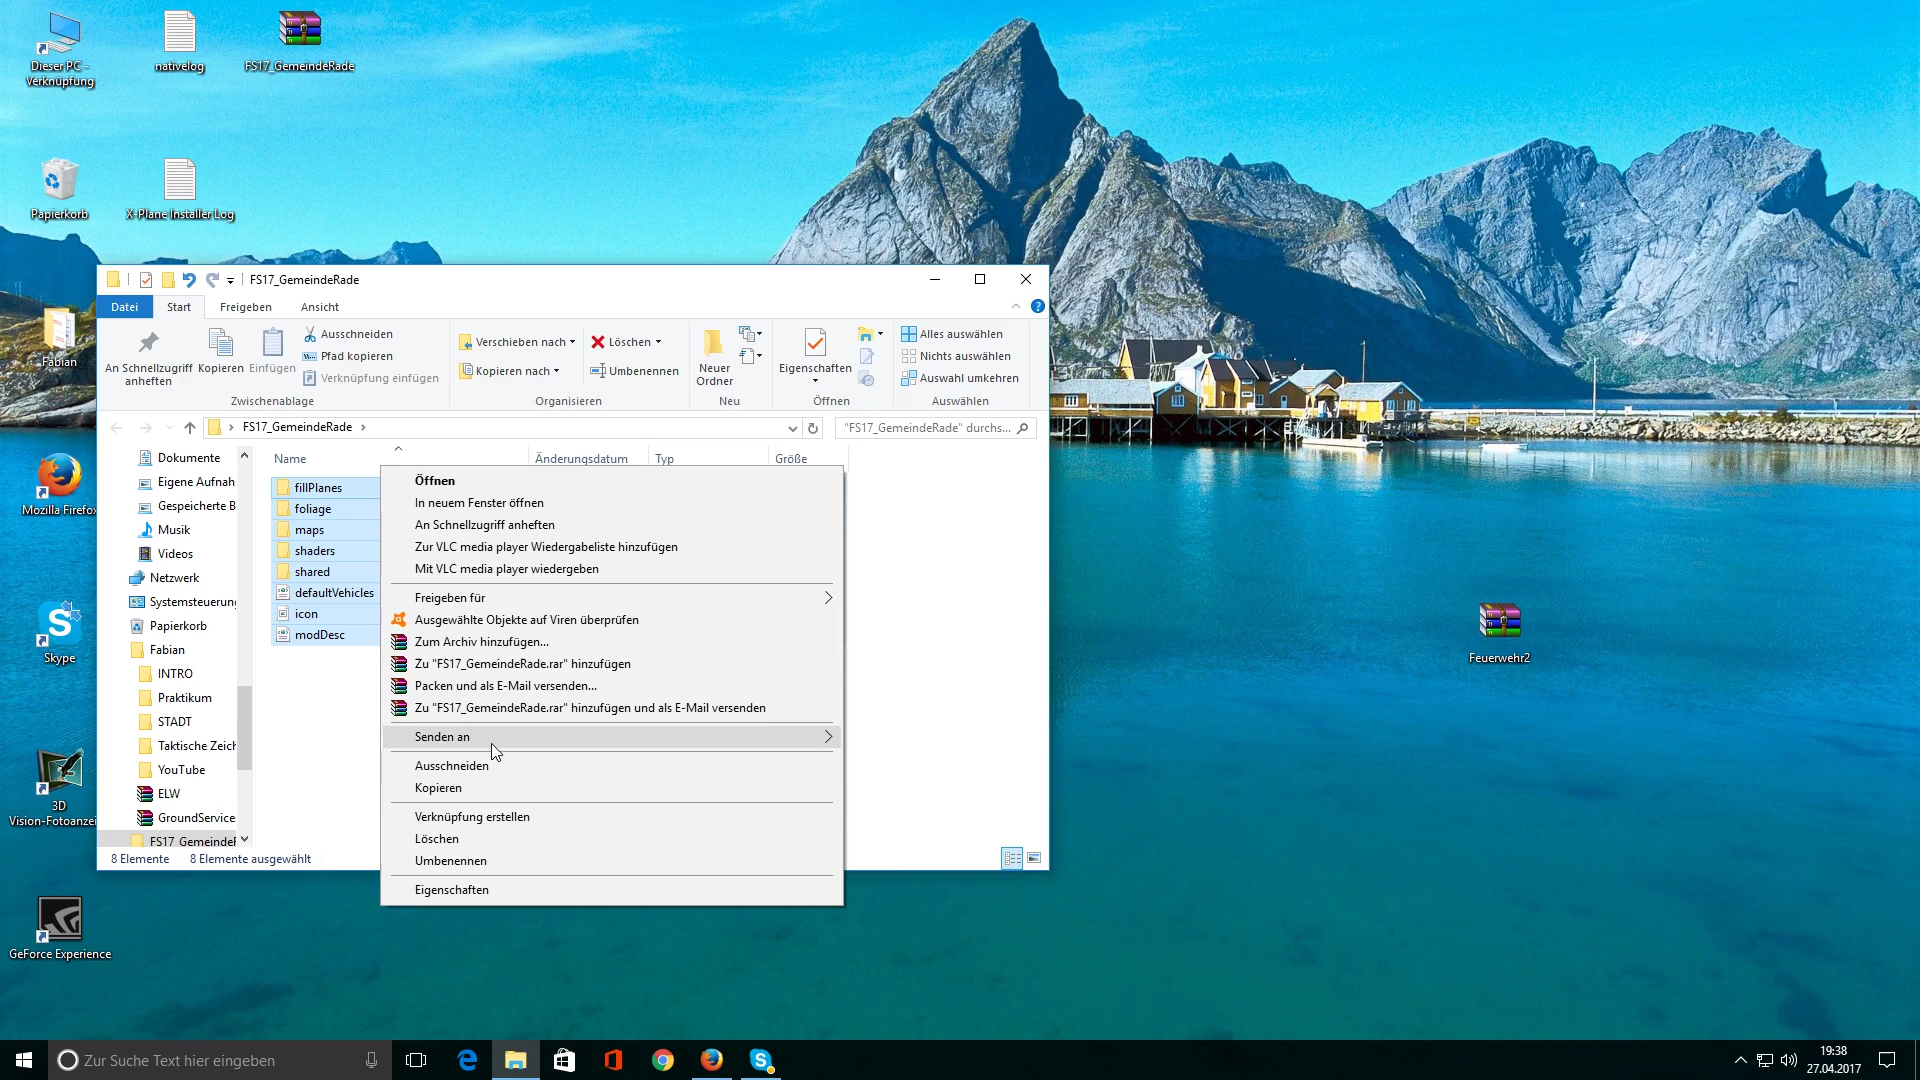 Dieser PC -
Verknüpfung
nativelog
FS17_GemeindeRade
Papierkorb
X-Plane Installer Log
Fabian
Mozilla Firefox
Skype
3D
Vision-Fotoanzei
GeForce Experience
Feuerwehr2
FS17_GemeindeRade
Datei
Start
Freigeben
Ansicht
An Schnellzugriff
anheften
Kopieren
Einfügen
Ausschneiden
Pfad kopieren
Verknüpfung einfügen
Zwischenablage
Verschieben nach
Kopieren nach
Löschen
Umbenennen
Organisieren
Neuer
Ordner
Neu
Eigenschaften
Öffnen
Alles auswählen
Nichts auswählen
Auswahl umkehren
Auswählen
FS17_GemeindeRade
"FS17_GemeindeRade" durchs...
Dokumente
Eigene Aufnah
Gespeicherte B
Musik
Videos
Netzwerk
Systemsteuerung
Papierkorb
Fabian
INTRO
Praktikum
STADT
Taktische Zeich
YouTube
ELW
GroundService
FS17_GemeindeR
Name
Änderungsdatum
Typ
Größe
fillPlanes
foliage
maps
shaders
shared
defaultVehicles
icon
modDesc
8 Elemente
8 Elemente ausgewählt
Öffnen
In neuem Fenster öffnen
An Schnellzugriff anheften
Zur VLC media player Wiedergabeliste hinzufügen
Mit VLC media player wiedergeben
Freigeben für
Ausgewählte Objekte auf Viren überprüfen
Zum Archiv hinzufügen...
Zu "FS17_GemeindeRade.rar" hinzufügen
Packen und als E-Mail versenden...
Zu "FS17_GemeindeRade.rar" hinzufügen und als E-Mail versenden
Senden an
Ausschneiden
Kopieren
Verknüpfung erstellen
Löschen
Umbenennen
Eigenschaften
Zur Suche Text hier eingeben
19:38
27.04.2017